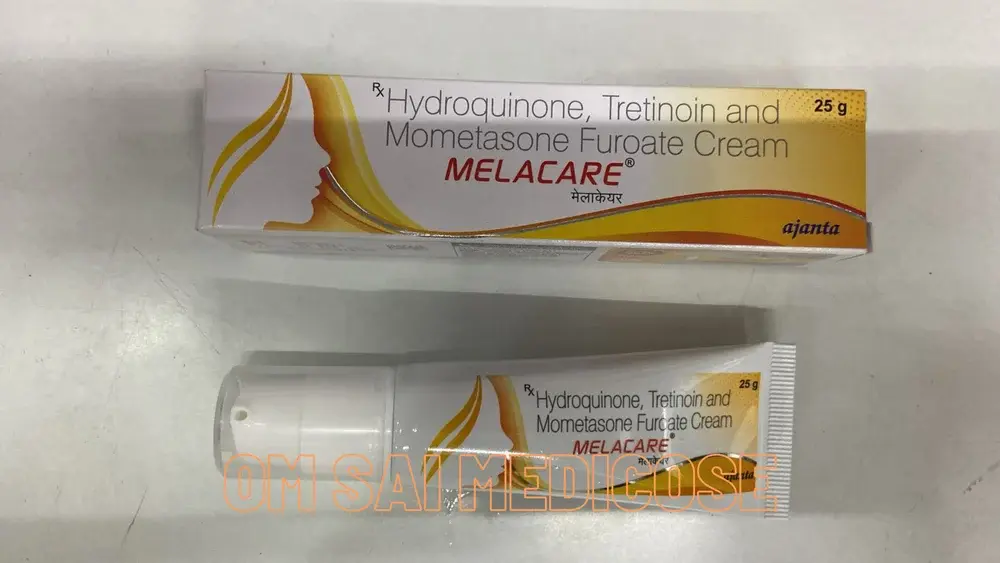 Rx Hydroquinone, Tretinoin and
Mometasone Furoate Cream
25 g
MELACARE®
मेलाकेयर
ajanta
Rx Hydroquinone, Tretinoin and
Mometasone Furoate Cream
25 g
MELACARE®
मेलाकेयर
ajanta
OM SAI MEDICOSE